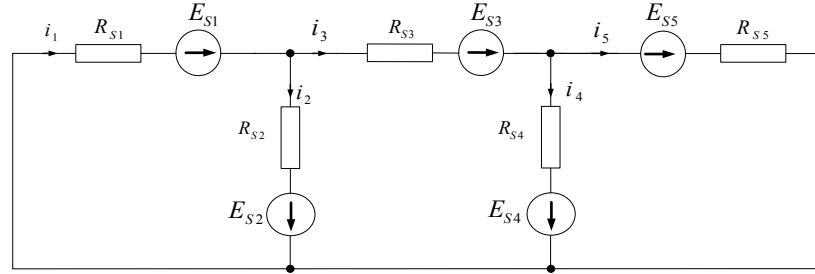 i1 RS1 ES1 i3 RS3 ES3 i5 ES5 RS5
i2 i4
RS2 RS4
ES2 ES4